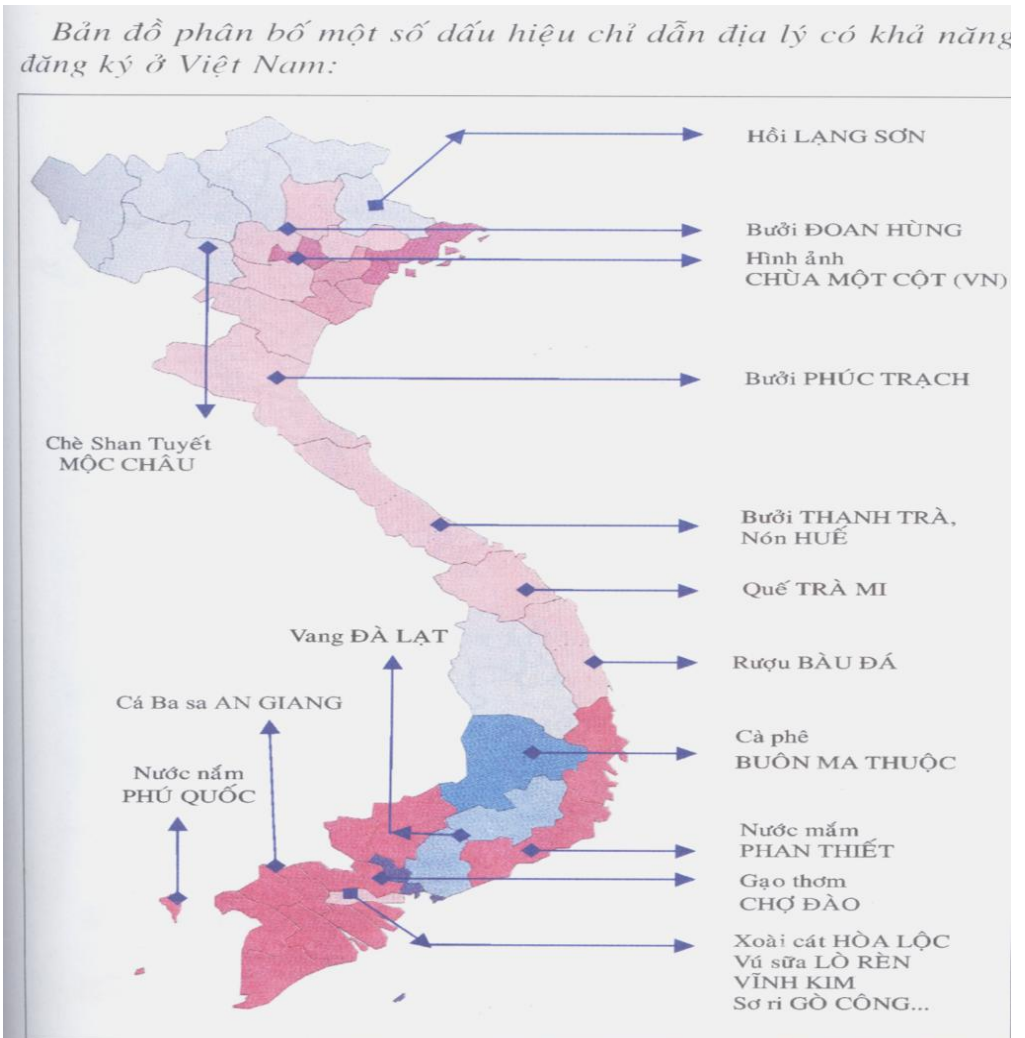 Bản đồ phân bố một số dấu hiệu chỉ dẫn địa lý có khả năng
đăng ký ở Việt Nam:
Hồi LẠNG SƠN
Bưởi ĐOAN HÙNG
Hình ảnh
CHÙA MỘT CỘT (VN)
Bưởi PHÚC TRẠCH
Chè Shan Tuyết
MỘC CHÂU
Bưởi THANH TRÀ,
Nón HUẾ
Quế TRÀ MI
Vang ĐÀ LẠT
Rượu BÀU ĐÁ
Cá Ba sa AN GIANG
Cà phê
BUÔN MA THUỘC
Nước nắm
PHÚ QUỐC
Nước mắm
PHAN THIẾT
Gạo thơm
CHỢ ĐÀO
Xoài cát HÒA LỘC
Vú sữa LÒ RÈN
VĨNH KIM
Sơ ri GÒ CÔNG...